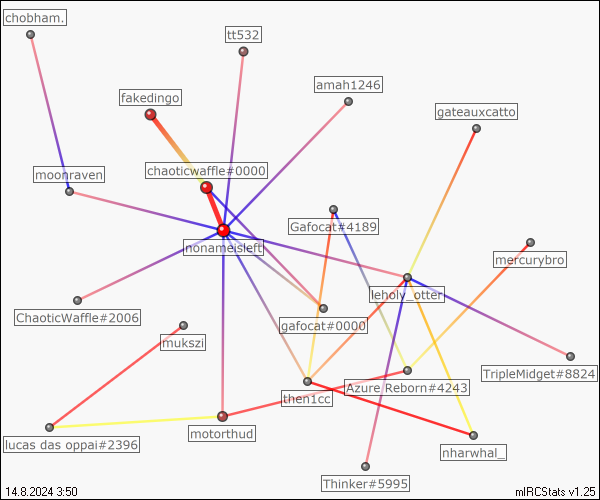 chobham.
tt532
fakedingo
amah1246
gateauxcatto
chaoticwaffle#0000
moonraven
Gafocat#4189
nonameisleft
mercurybro
leholy_otter
ChaoticWaffle#2006
gafocat#0000
mukszi
TripleMidget#8824
Azure Reborn#4243
then1cc
motorthud
lucas das oppai#2396
nharwhal_
Thinker#5995
14.8.2024 3:50
mIRCStats v1.25